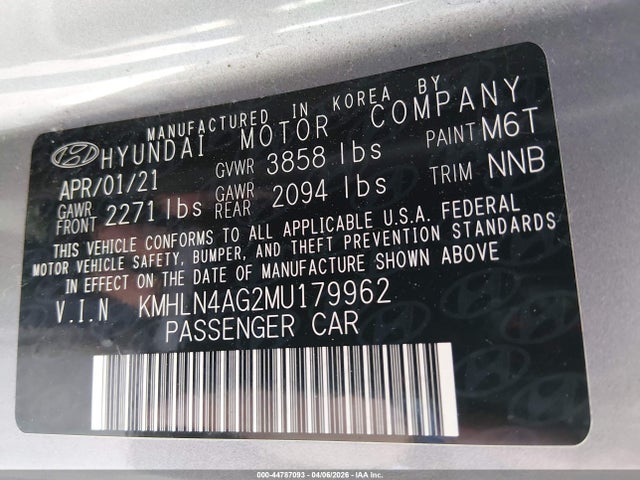 MANUFACTURED IN KOREA BY
HYUNDAI MOTOR COMPANY
APR/01/21 GVWR 3858 lbs PAINT M6T
GAWR FRONT 2271 lbs GAWR REAR 2094 lbs TRIM NNB
THIS VEHICLE CONFORMS TO ALL APPLICABLE U.S.A. FEDERAL
MOTOR VEHICLE SAFETY, BUMPER, AND THEFT PREVENTION STANDARDS
IN EFFECT ON THE DATE OF MANUFACTURE SHOWN ABOVE
V.I.N KMHLN4AG2MU179962
PASSENGER CAR
000-44787093 04/06/2026 - IAA, Inc.